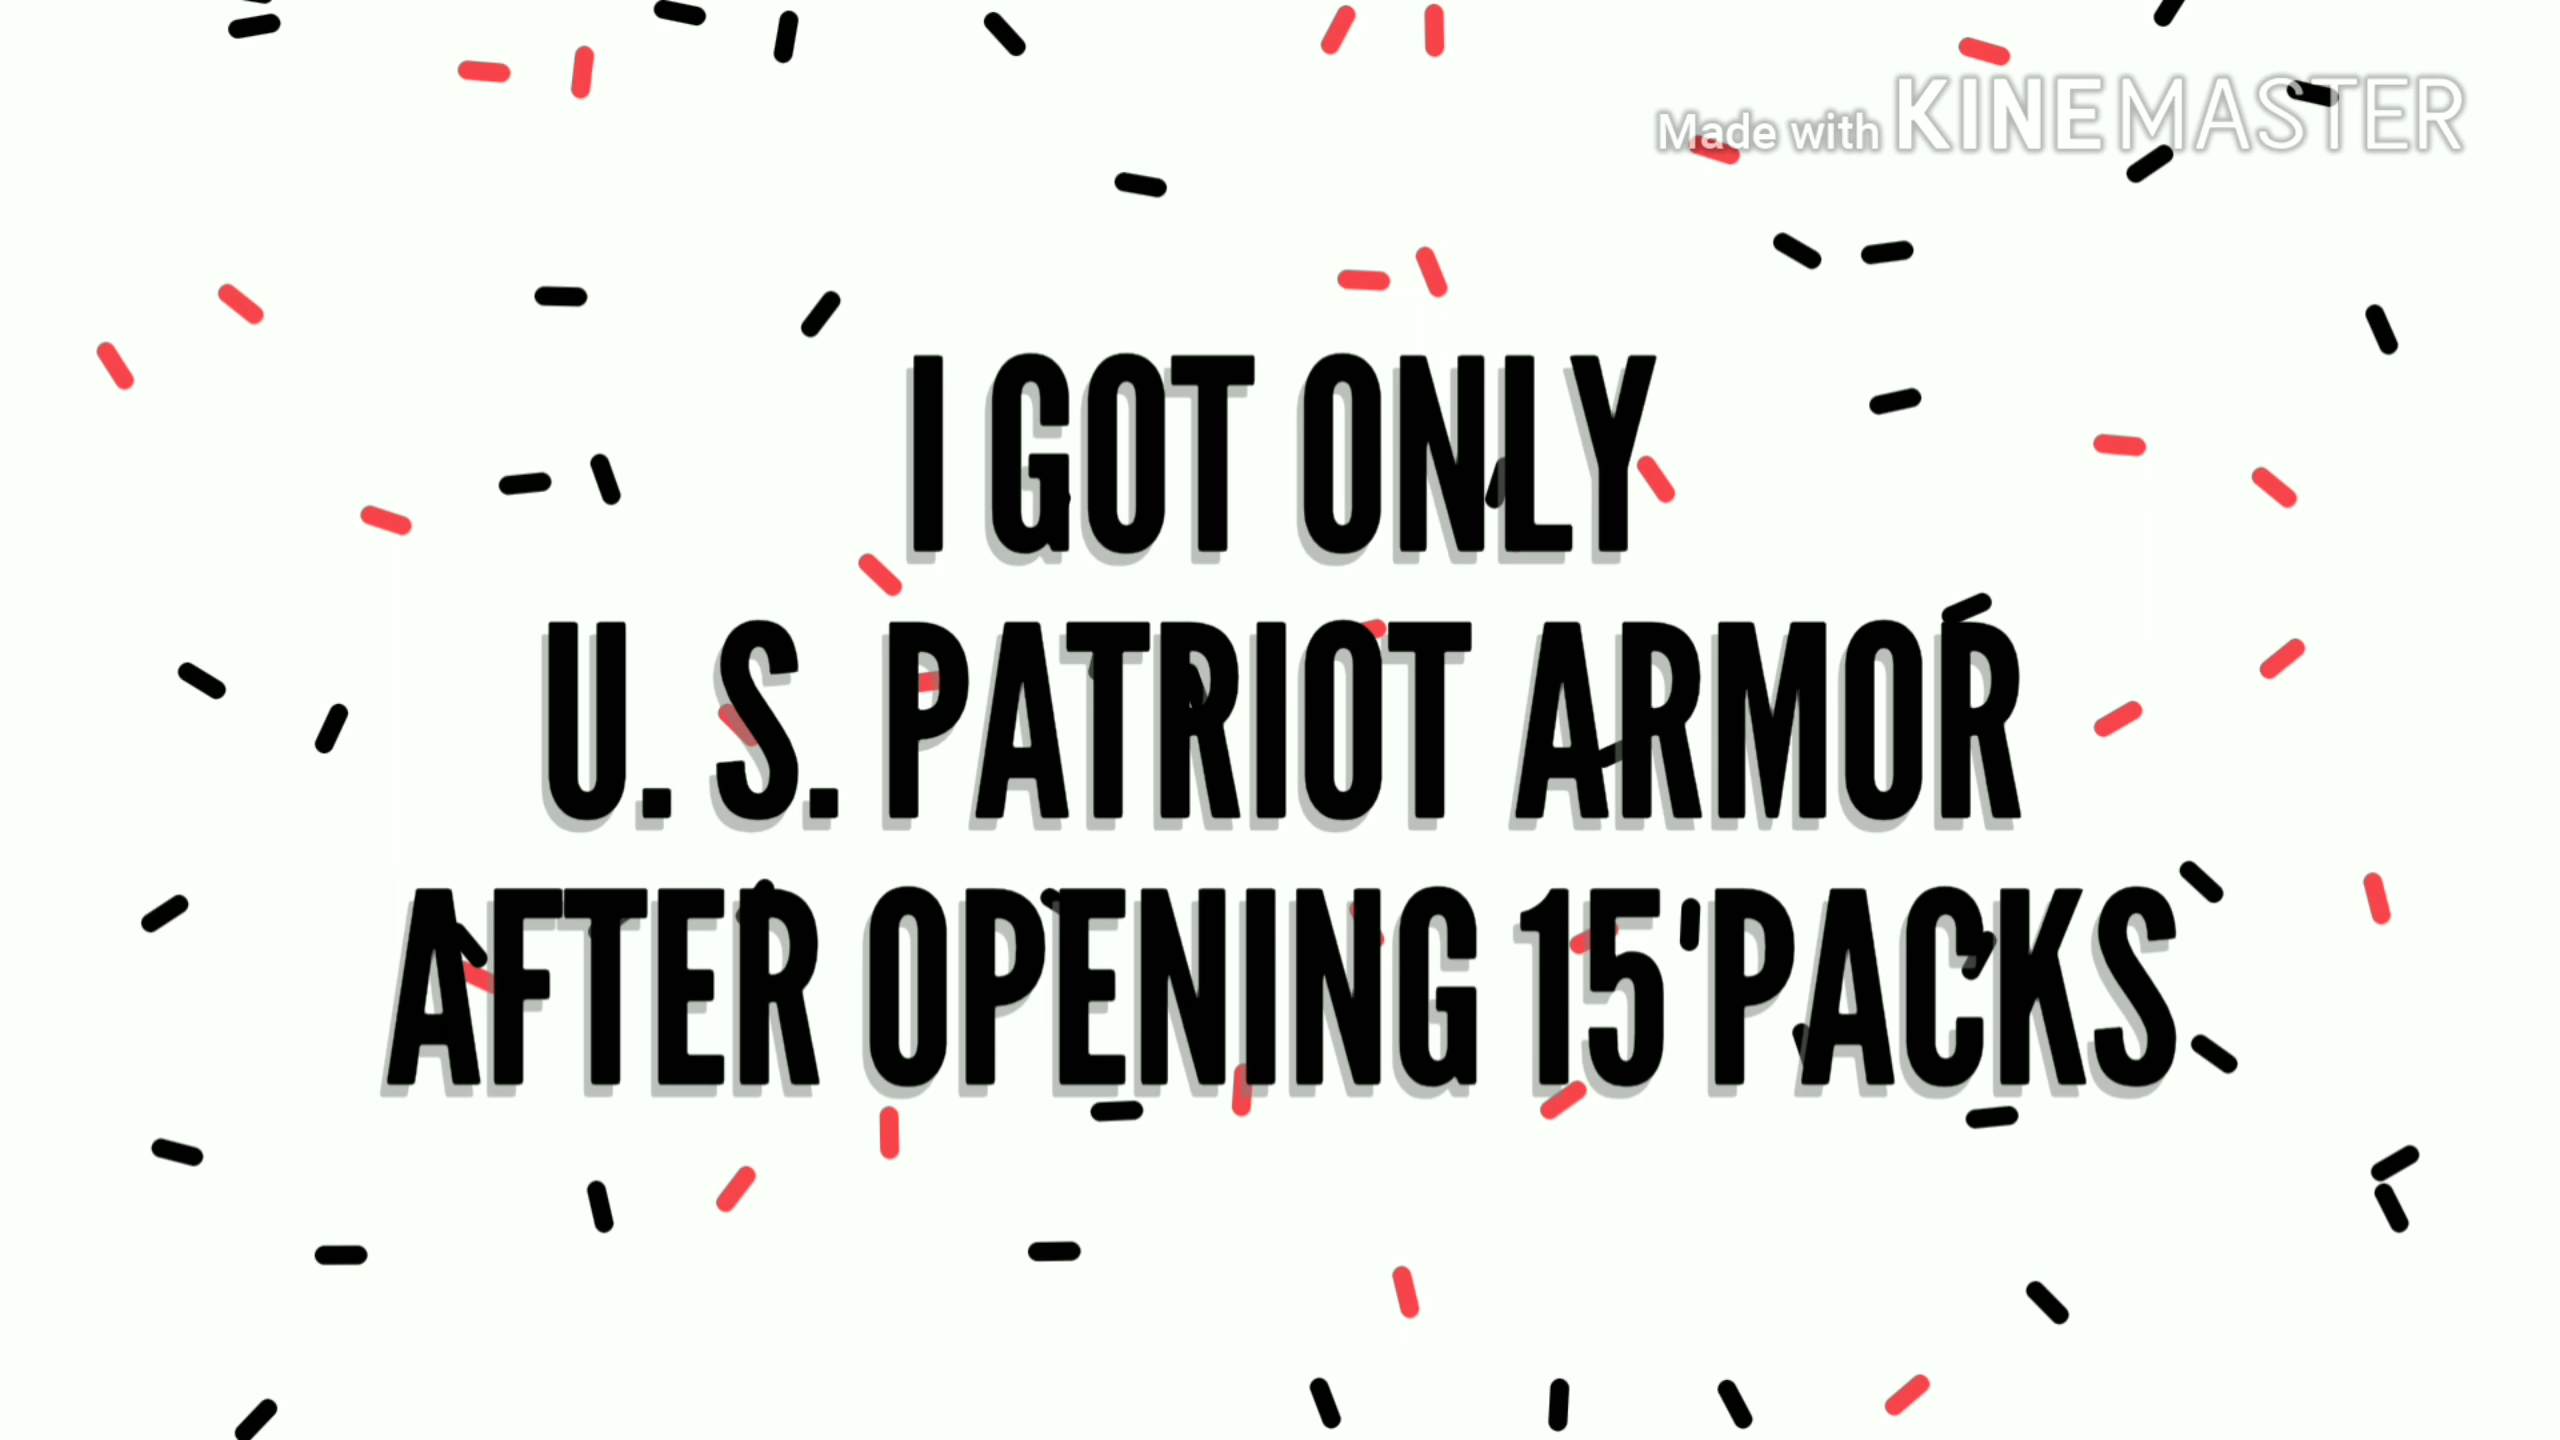 Made with KINEMASTER
I GOT ONLY
U. S. PATRIOT ARMOR
AFTER OPENING 15 PACKS